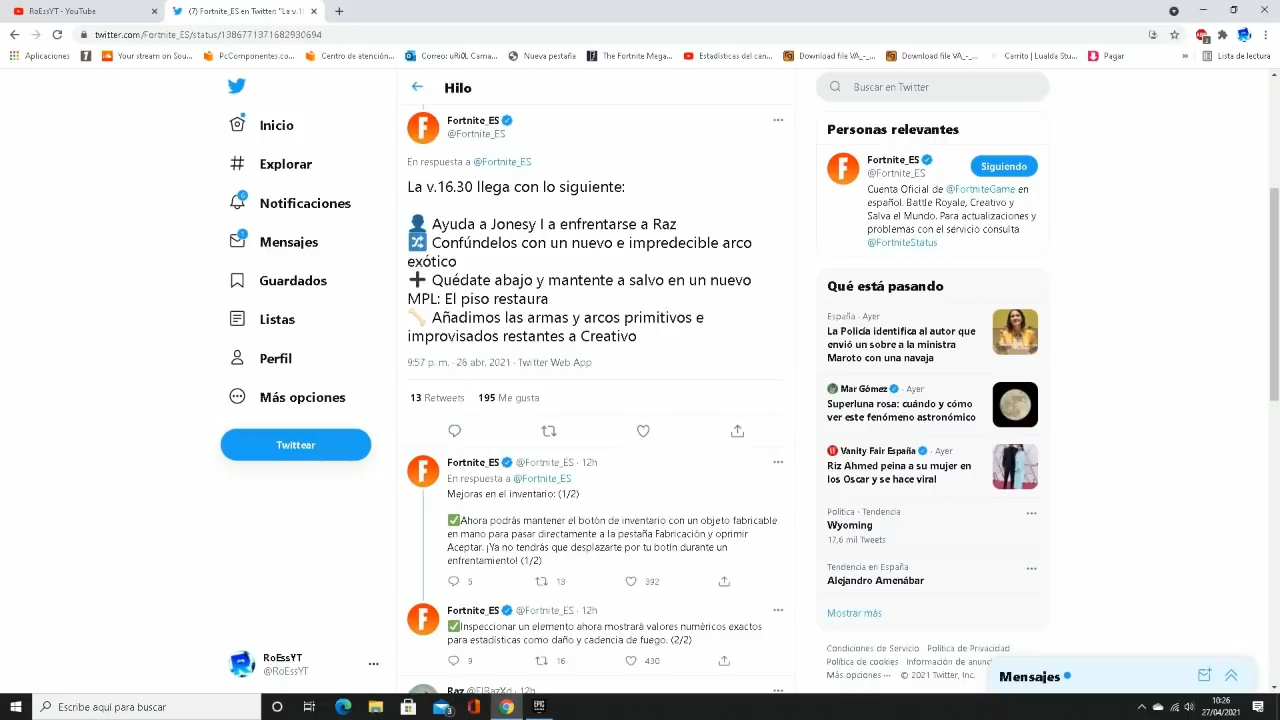 RoEssYT - YouTube
(7) Fortnite_ES en Twitter: "La v.1
twitter.com/Fortnite_ES/status/1386771371682930694
Aplicaciones
Your stream on Sou...
PcComponentes.co...
Centro de atención...
Correo: uRi0L Cama...
Nueva pestaña
The Fortnite Mega...
Estadísticas del can...
Download file VA_-_...
Download file VA_-_...
Carrito | Lualda Stu...
Pagar
»
Lista de lectura
Inicio
Explorar
6
Notificaciones
1
Mensajes
Guardados
Listas
Perfil
Más opciones
Twittear
RoEssYT
@RoEssYT
Hilo
Fortnite_ES
@Fortnite_ES
En respuesta a @Fortnite_ES
La v.16.30 llega con lo siguiente:
Ayuda a Jonesy I a enfrentarse a Raz
Confúndelos con un nuevo e impredecible arco
exótico
Quédate abajo y mantente a salvo en un nuevo
MPL: El piso restaura
Añadimos las armas y arcos primitivos e
improvisados restantes a Creativo
9:57 p. m. · 26 abr. 2021 · Twitter Web App
13 Retweets 195 Me gusta
Fortnite_ES @Fortnite_ES · 12h
En respuesta a @Fortnite_ES
Mejoras en el inventario: (1/2)
✅Ahora podrás mantener el botón de inventario con un objeto fabricable
en mano para pasar directamente a la pestaña Fabricación y oprimir
Aceptar. ¡Ya no tendrás que desplazarte por tu botín durante un
enfrentamiento! (1/2)
5 13 392
Fortnite_ES @Fortnite_ES · 12h
✅Inspeccionar un elemento ahora mostrará valores numéricos exactos
para estadísticas como daño y cadencia de fuego. (2/2)
9 16 430
Raz @ElRazXd · 12h
Buscar en Twitter
Personas relevantes
Fortnite_ES
@Fortnite_ES
Siguiendo
Cuenta Oficial de @FortniteGame en
español. Battle Royale, Creativo y
Salva el Mundo. Para actualizaciones y
problemas con el servicio consulta
@FortniteStatus
Qué está pasando
España · Ayer
La Policía identifica al autor que
envió un sobre a la ministra
Maroto con una navaja
Mar Gómez · Ayer
Superluna rosa: cuándo y cómo
ver este fenómeno astronómico
Vanity Fair España · Ayer
Riz Ahmed peina a su mujer en
los Oscar y se hace viral
Política · Tendencia
Wyoming
17,6 mil Tweets
Tendencia en España
Alejandro Amenábar
Mostrar más
Condiciones de Servicio Política de Privacidad
Política de cookies Información de anunc
Más opciones ··· © 2021 Twitter, Inc.
Mensajes
Escribe aquí para buscar
3
EPIC
10:26
27/04/2021